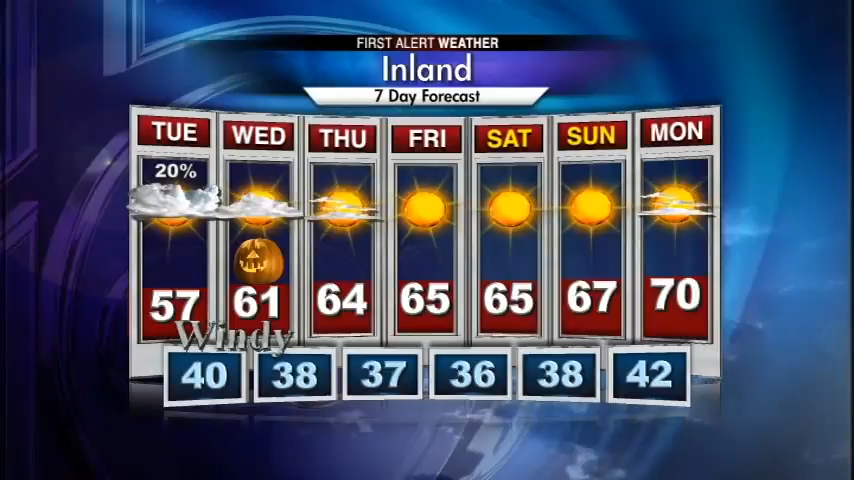 FIRST ALERT WEATHER
Inland
7 Day Forecast
TUE WED THU FRI SAT SUN MON
20%
57 61 64 65 65 67 70
Windy
40 38 37 36 38 42